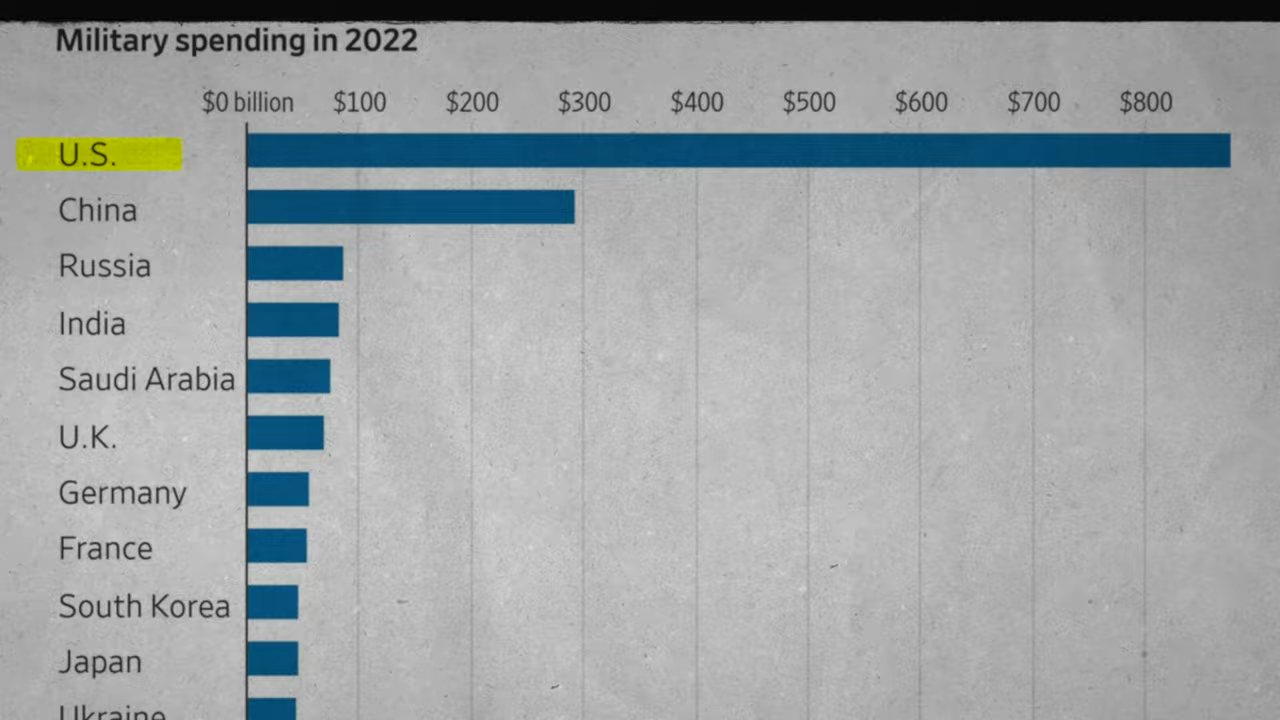 Military spending in 2022
$0 billion $100 $200 $300 $400 $500 $600 $700 $800
U.S.
China
Russia
India
Saudi Arabia
U.K.
Germany
France
South Korea
Japan
Ukraine